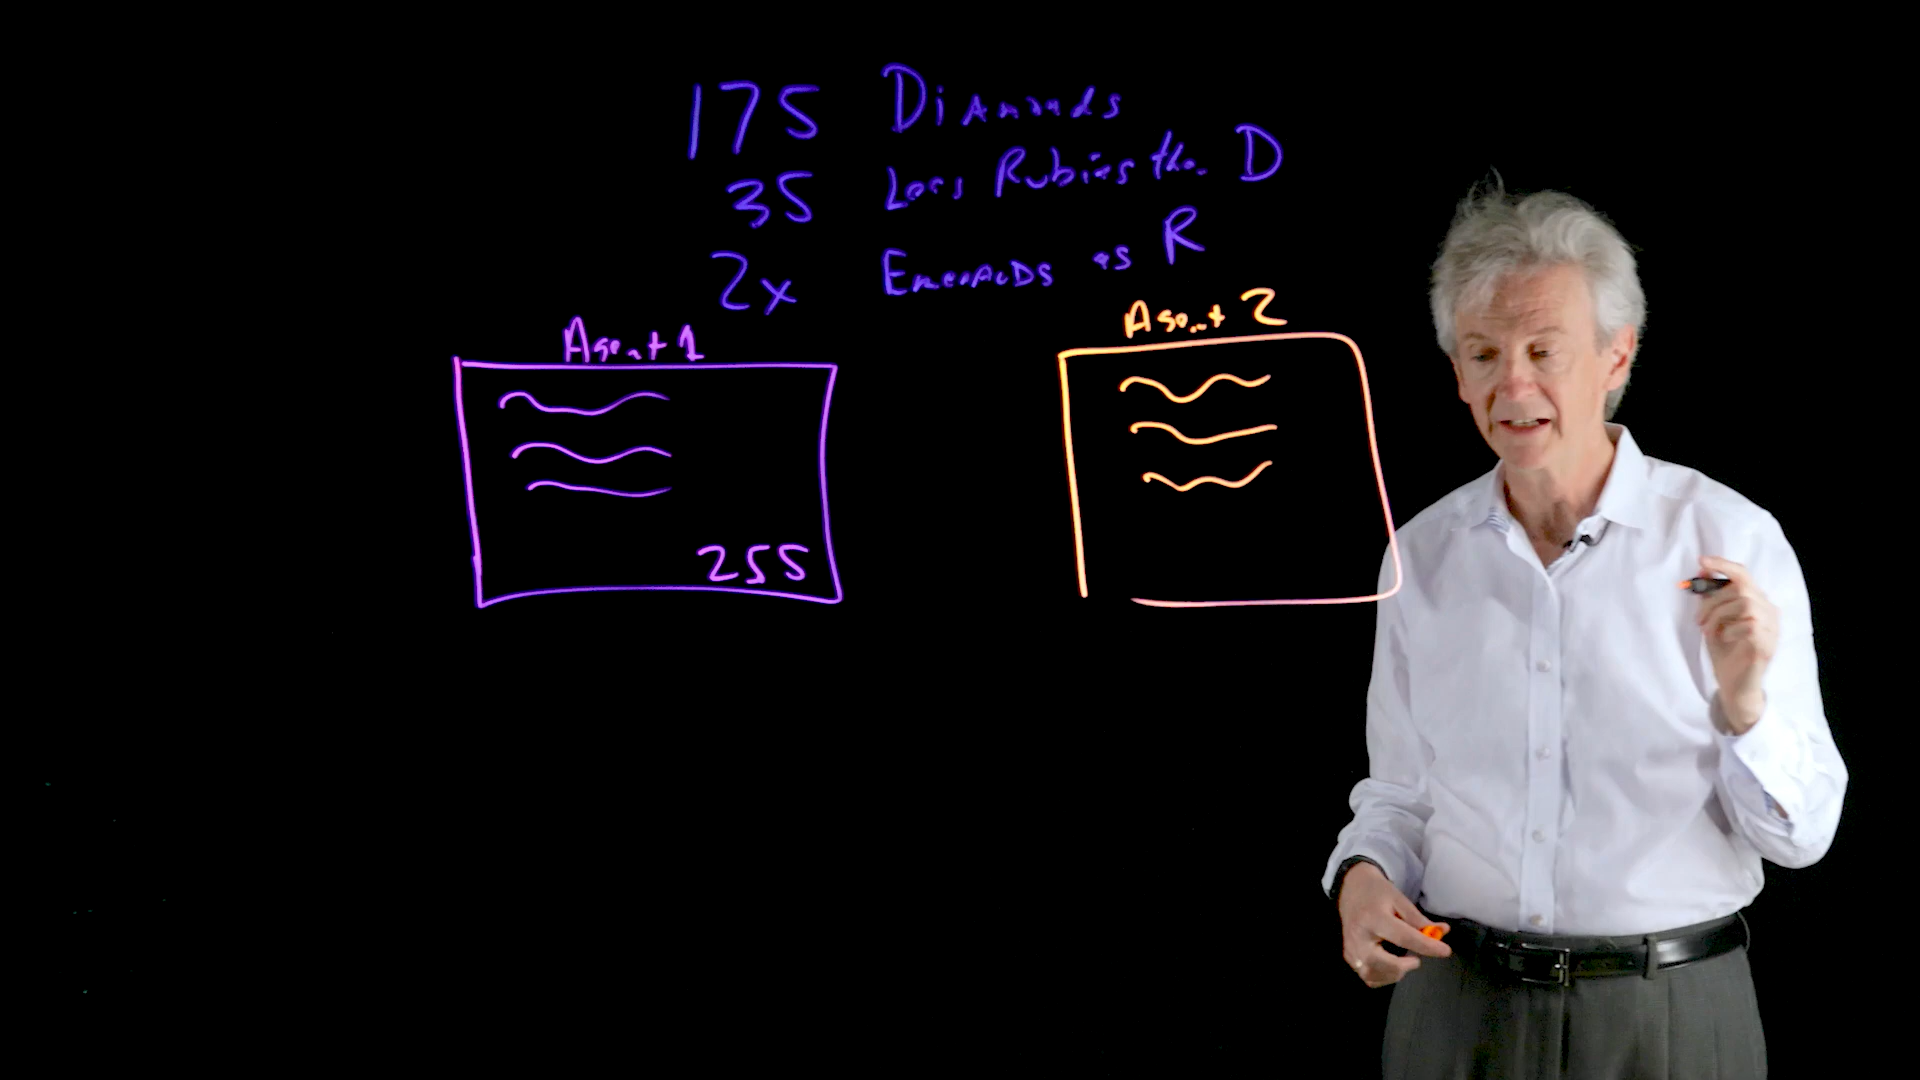 175 Diamonds
35 Less Rubies than D
2x Emeralds as R
Agent 1
Agent 2
255